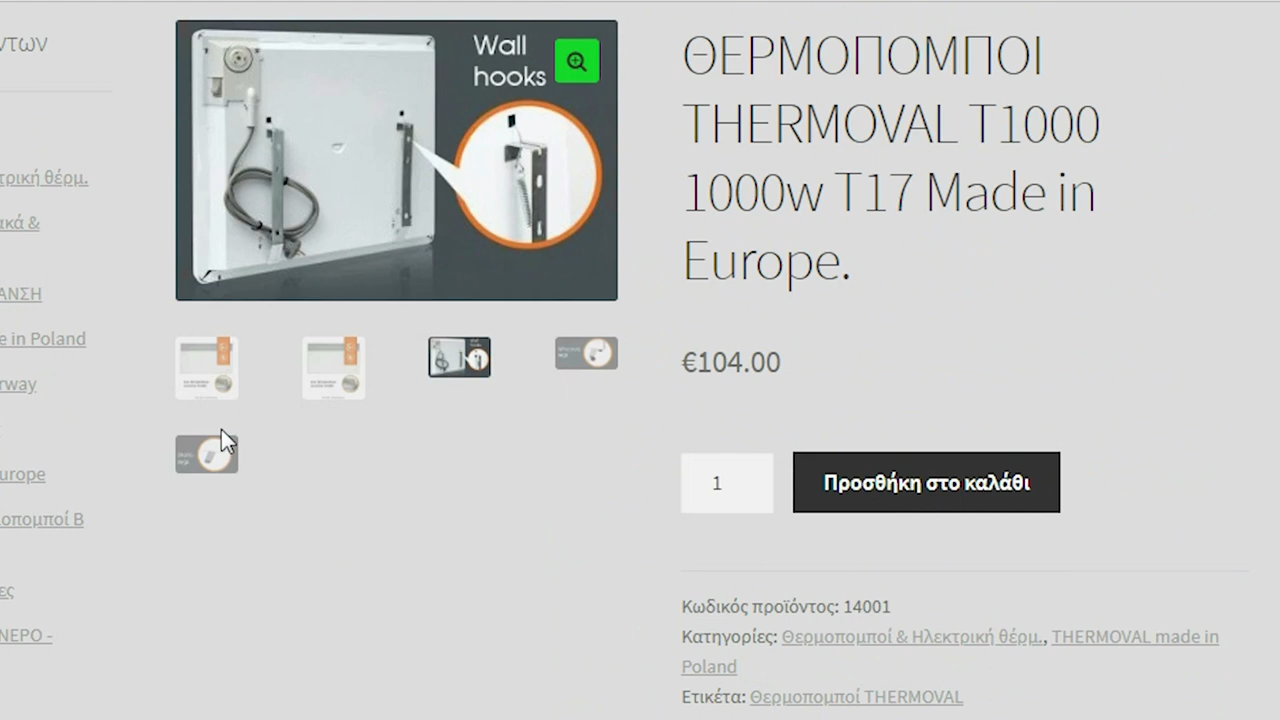 ντων
τρική θέρμ.
ακά &
ΑΝΣΗ
e in Poland
rway
urope
οπομποί Β
ες
ΝΕΡΟ -
Wall
hooks
ΘΕΡΜΟΠΟΜΠΟΙ
THERMOVAL T1000
1000w T17 Made in
Europe.
€104.00
1
Προσθήκη στο καλάθι
Κωδικός προϊόντος: 14001
Κατηγορίες: Θερμοπομποί & Ηλεκτρική θέρμ., THERMOVAL made in
Poland
Ετικέτα: Θερμοπομποί THERMOVAL